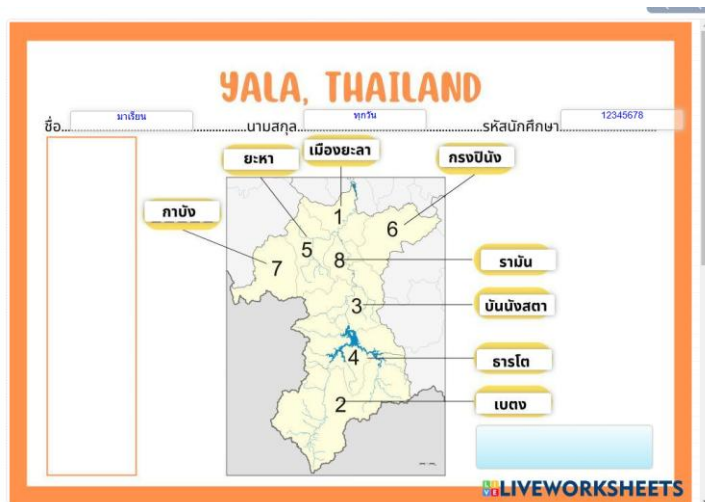 YALA, THAILAND
ชื่อ...มาเรียน...นามสกุล...ทุกวัน...รหัสนักศึกษา...12345678...
เมืองยะลา
ยะหา
กรงปินัง
กาบัง
1
6
5
8
7
รามัน
3
บันนังสตา
4
ธารโต
2
เบตง
LIVEWORKSHEETS